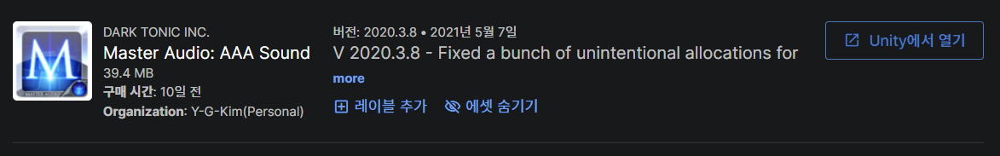 DARK TONIC INC.
Master Audio: AAA Sound
39.4 MB
구매 시간: 10일 전
Organization: Y-G-Kim(Personal)
버전: 2020.3.8 • 2021년 5월 7일
V 2020.3.8 - Fixed a bunch of unintentional allocations for
more
레이블 추가
에셋 숨기기
Unity에서 열기
M
MASTER AUDIO